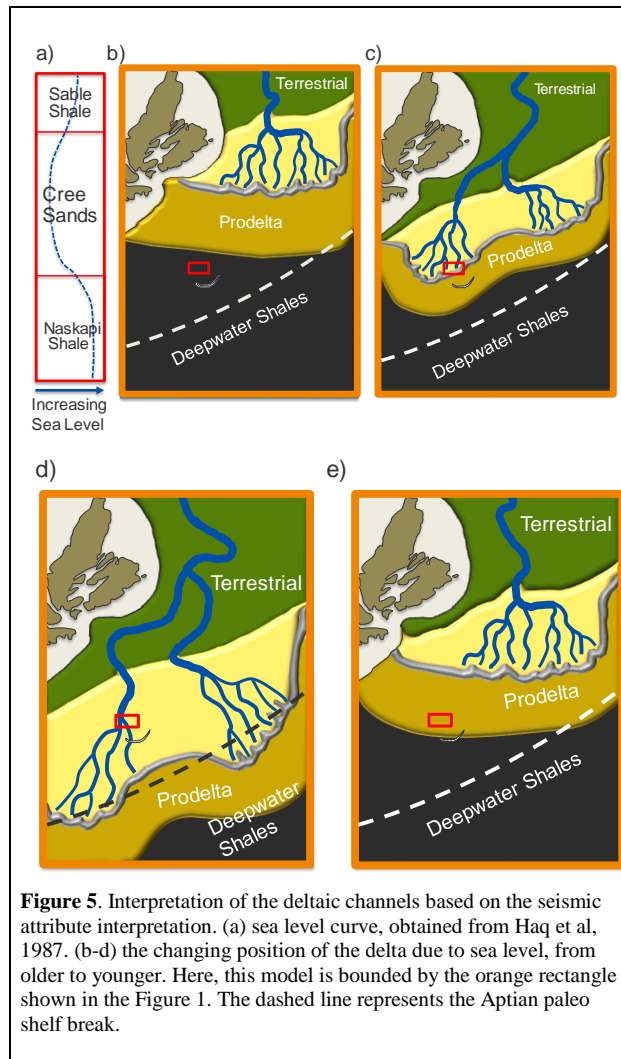 a)
Sable
Shale
Cree
Sands
Naskapi
Shale
Increasing
Sea Level
b)
Terrestrial
Prodelta
Deepwater Shales
c)
Terrestrial
Prodelta
Deepwater Shales
d)
Terrestrial
Prodelta
Deepwater
Shales
e)
Terrestrial
Prodelta
Deepwater Shales
Figure 5. Interpretation of the deltaic channels based on the seismic
attribute interpretation. (a) sea level curve, obtained from Haq et al,
1987. (b-d) the changing position of the delta due to sea level, from
older to younger. Here, this model is bounded by the orange rectangle
shown in the Figure 1. The dashed line represents the Aptian paleo
shelf break.